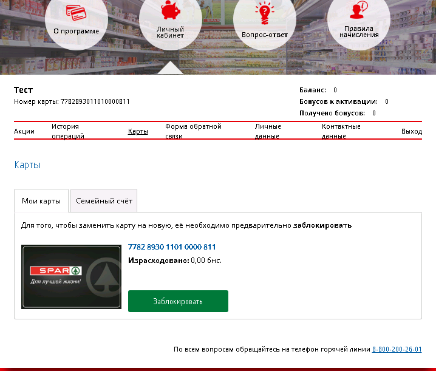 О программе
Личный
кабинет
Вопрос-ответ
Правила
начисления
Тест
Номер карты: 7782893011010000811
Баланс: 0
Бонусов к активации: 0
Получено бонусов: 0
Акции
История
операций
Карты
Форма обратной
связи
Личные
данные
Контактные
данные
Выход
Карты
Мои карты
Семейный счёт
Для того, чтобы заменить карту на новую, её необходимо предварительно заблокировать
SPAR
Для лучшей жизни!
7782 8930 1101 0000 811
Израсходовано: 0,00 бнс.
Заблокировать
По всем вопросам обращайтесь на телефон горячей линии 8-800-200-26-01